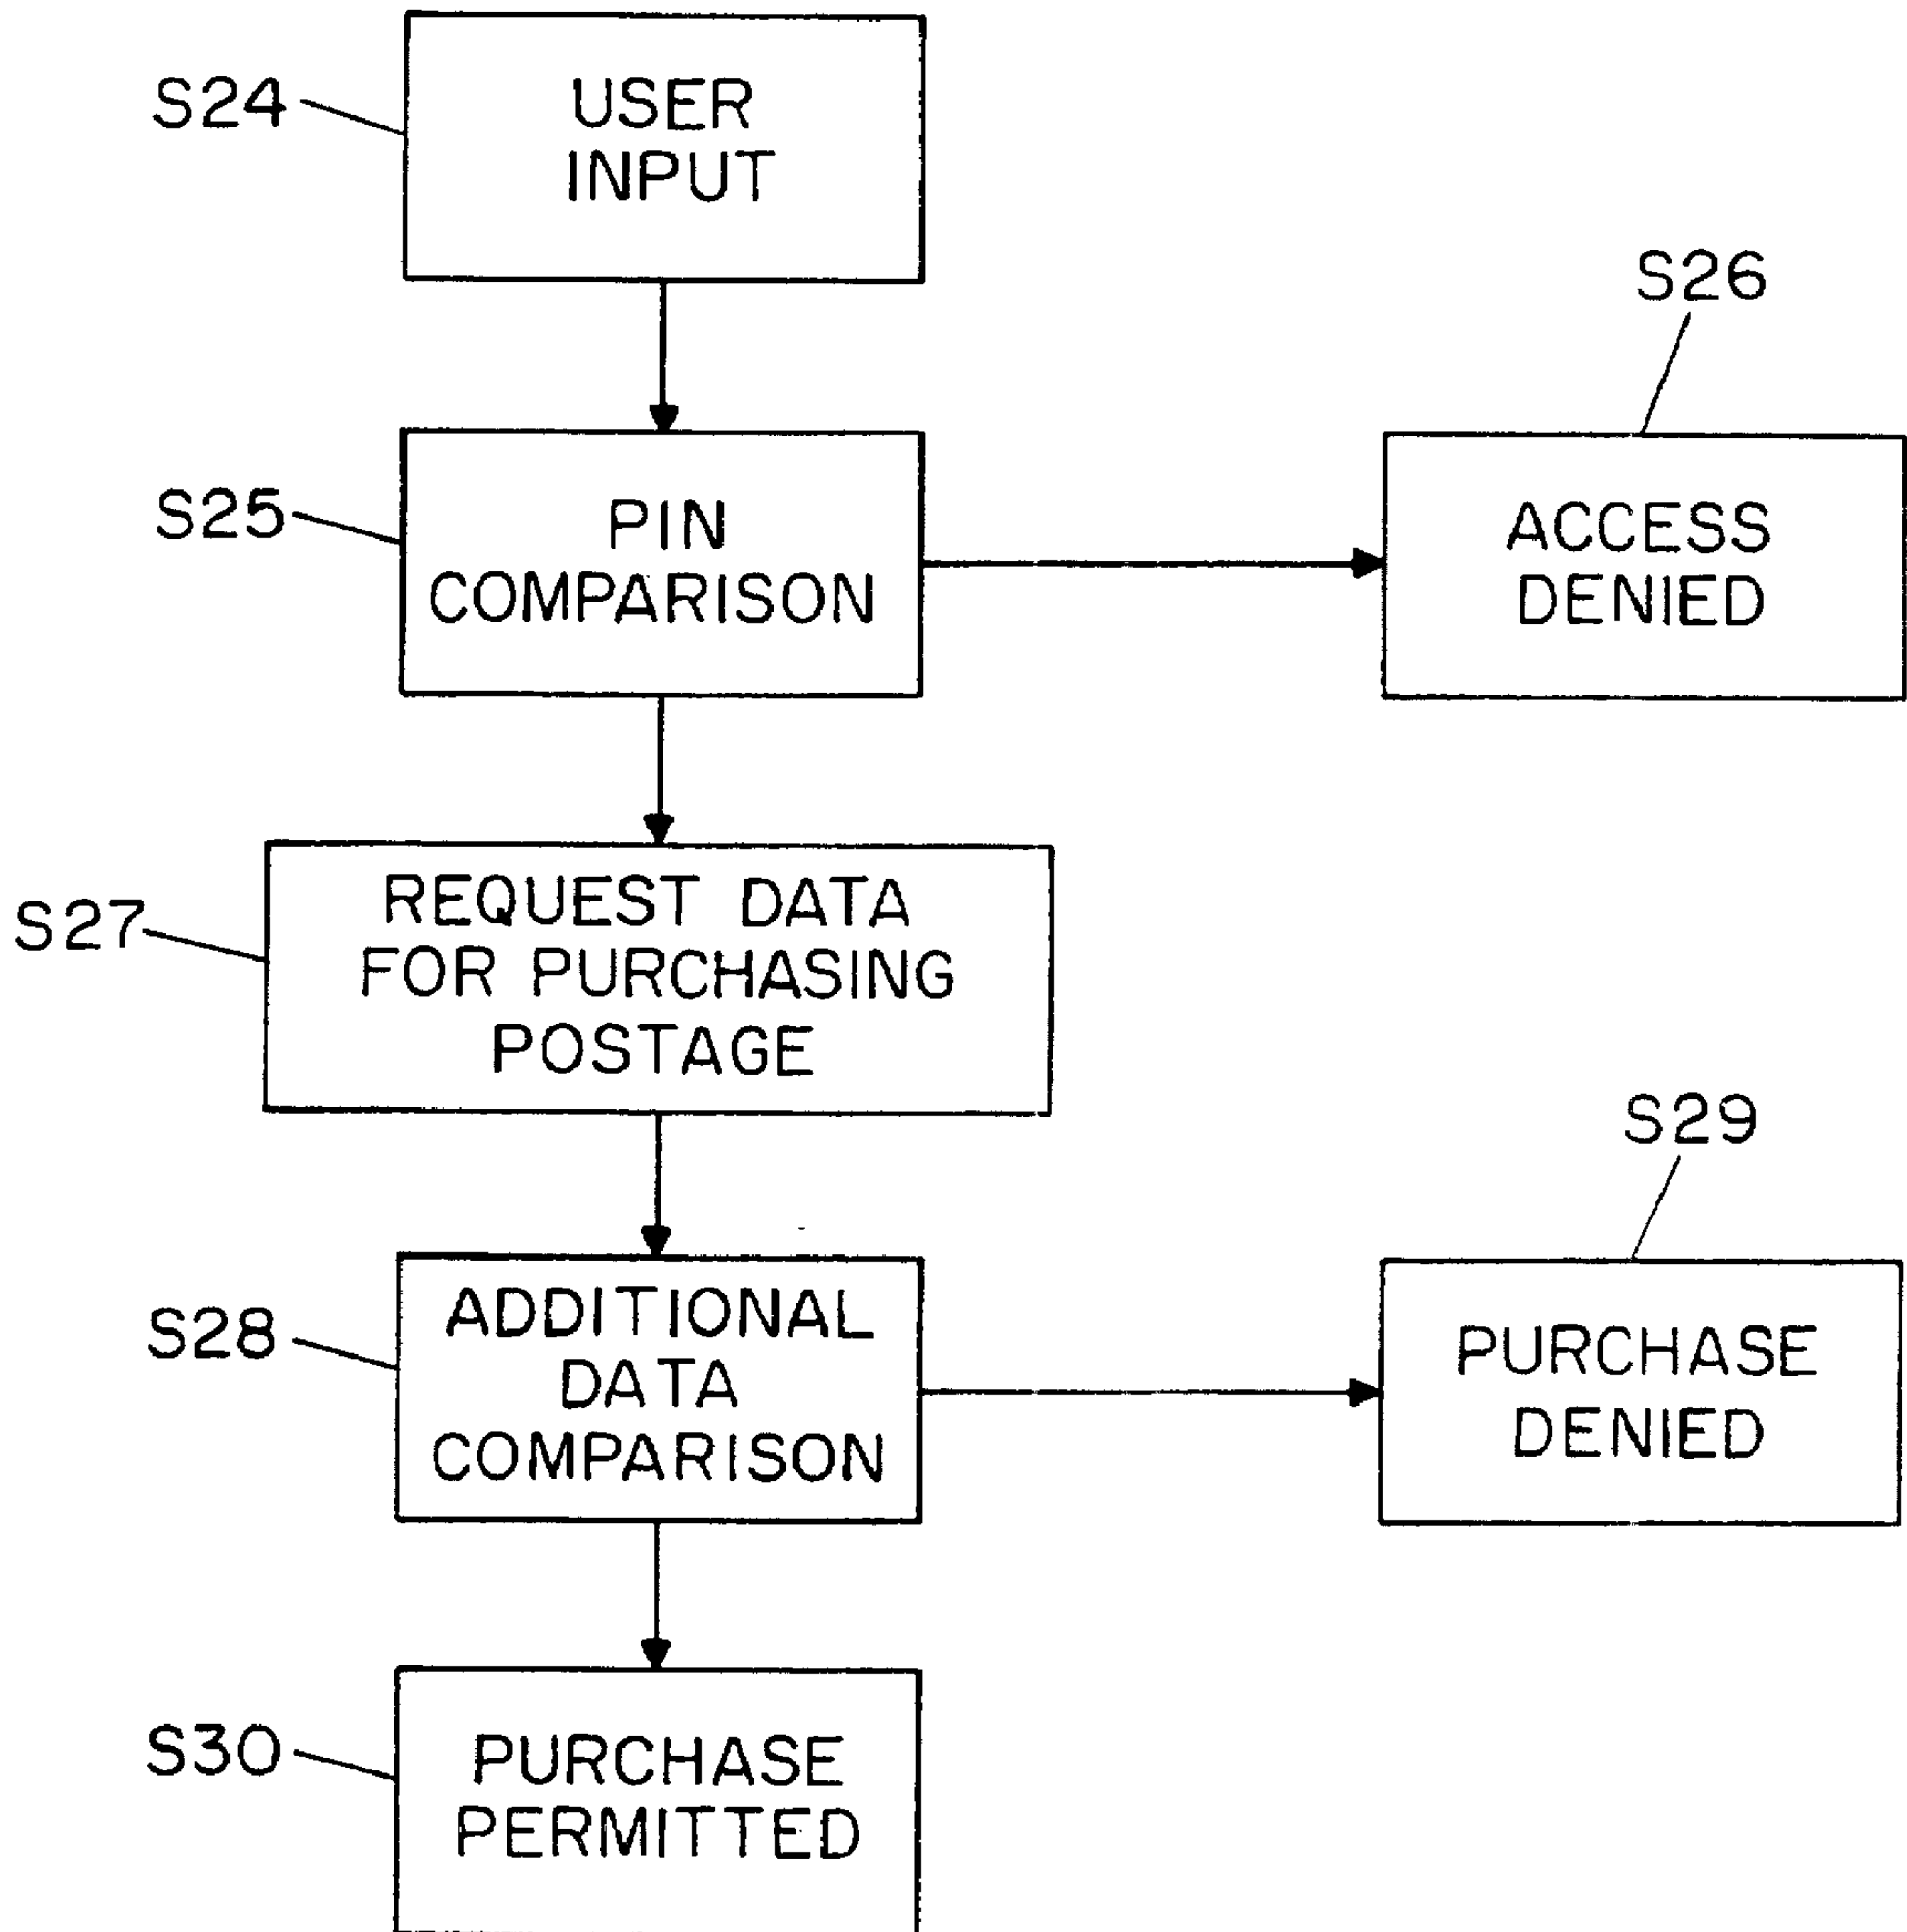 S24
USER
INPUT
S26
S25
PIN
COMPARISON
ACCESS
DENIED
S27
REQUEST DATA
FOR PURCHASING
POSTAGE
S29
S28
ADDITIONAL
DATA
COMPARISON
PURCHASE
DENIED
S30
PURCHASE
PERMITTED